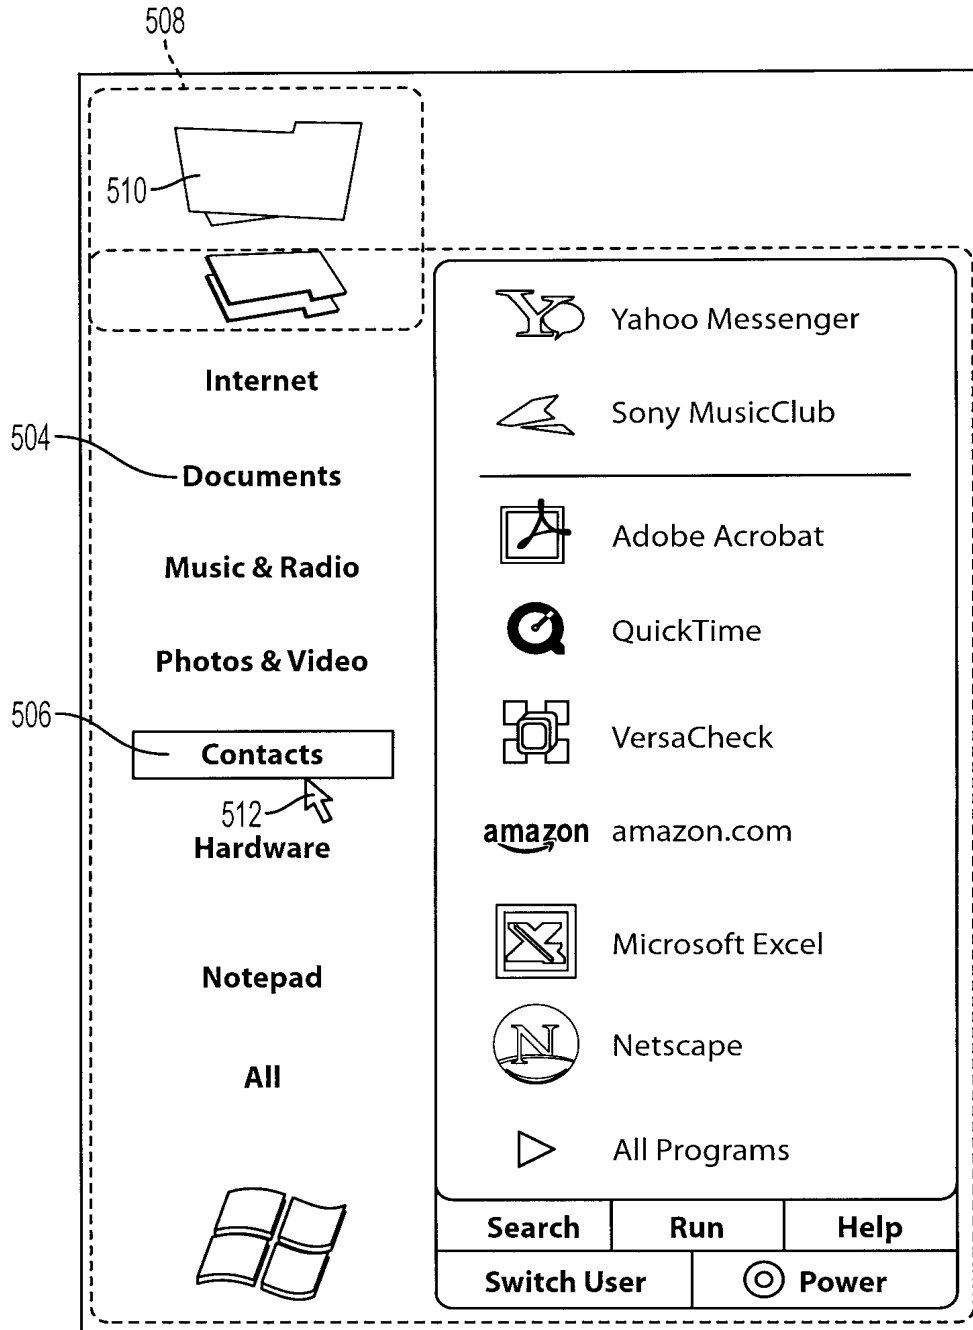 508
510
Internet
504
Documents
Music & Radio
Photos & Video
506
Contacts
512
Hardware
Notepad
All
Y
Yahoo Messenger
Sony MusicClub
Adobe Acrobat
QuickTime
VersaCheck
amazon amazon.com
Microsoft Excel
N
Netscape
All Programs
Search Run Help
Switch User Power